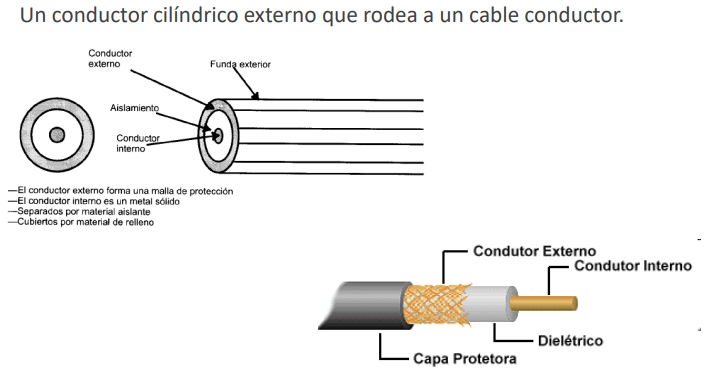 Un conductor cilíndrico externo que rodea a un cable conductor.
Conductor
externo
Funda exterior
Aislamiento
Conductor
interno
—El conductor externo forma una malla de protección
—El conductor interno es un metal sólido
—Separados por material aislante
—Cubiertos por material de relleno
Condutor Externo
Condutor Interno
Dielétrico
Capa Protetora